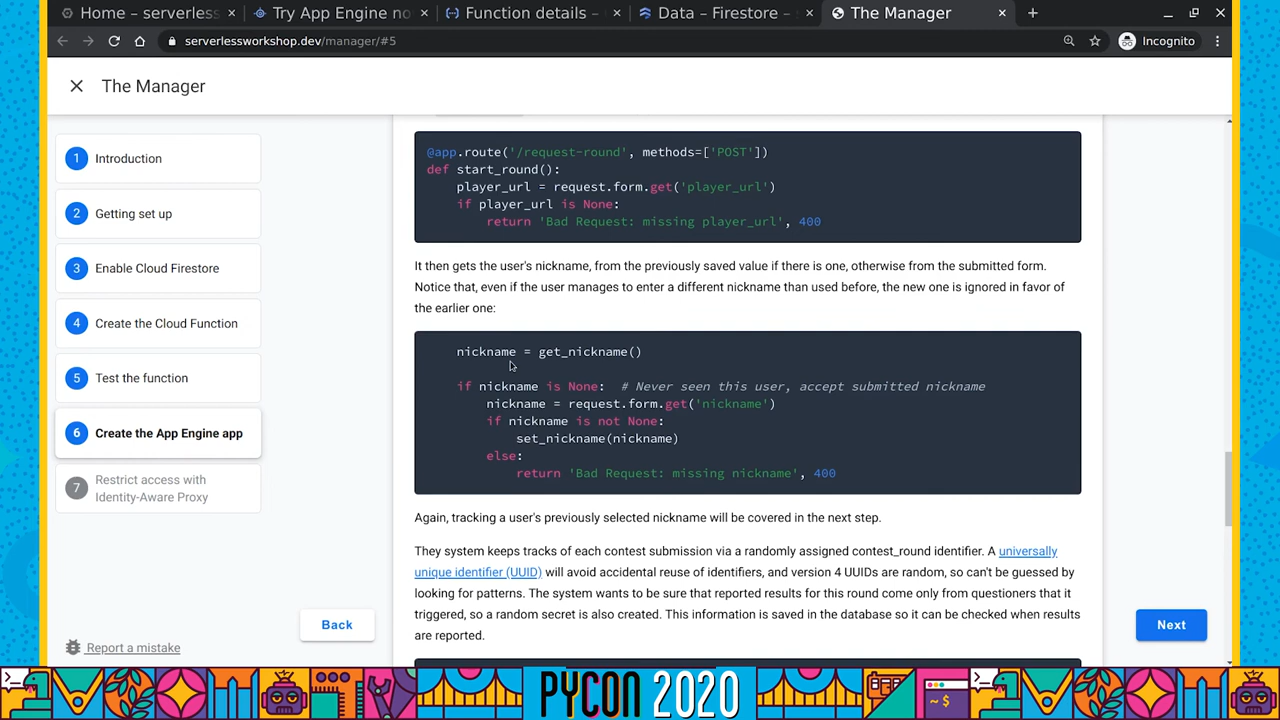 Home – serverless
Try App Engine no
Function details –
Data – Firestore –
The Manager
serverlessworkshop.dev/manager/#5
Incognito
The Manager
1 Introduction
2 Getting set up
3 Enable Cloud Firestore
4 Create the Cloud Function
5 Test the function
6 Create the App Engine app
7 Restrict access with
Identity-Aware Proxy
Report a mistake
@app.route('/request-round', methods=['POST'])
def start_round():
player_url = request.form.get('player_url')
if player_url is None:
return 'Bad Request: missing player_url', 400
It then gets the user's nickname, from the previously saved value if there is one, otherwise from the submitted form.
Notice that, even if the user manages to enter a different nickname than used before, the new one is ignored in favor of
the earlier one:
nickname = get_nickname()
if nickname is None: # Never seen this user, accept submitted nickname
nickname = request.form.get('nickname')
if nickname is not None:
set_nickname(nickname)
else:
return 'Bad Request: missing nickname', 400
Again, tracking a user's previously selected nickname will be covered in the next step.
They system keeps tracks of each contest submission via a randomly assigned contest_round identifier. A universally
unique identifier (UUID) will avoid accidental reuse of identifiers, and version 4 UUIDs are random, so can't be guessed by
looking for patterns. The system wants to be sure that reported results for this round come only from questioners that it
triggered, so a random secret is also created. This information is saved in the database so it can be checked when results
are reported.
Back
Next
PYCON 2020
~$